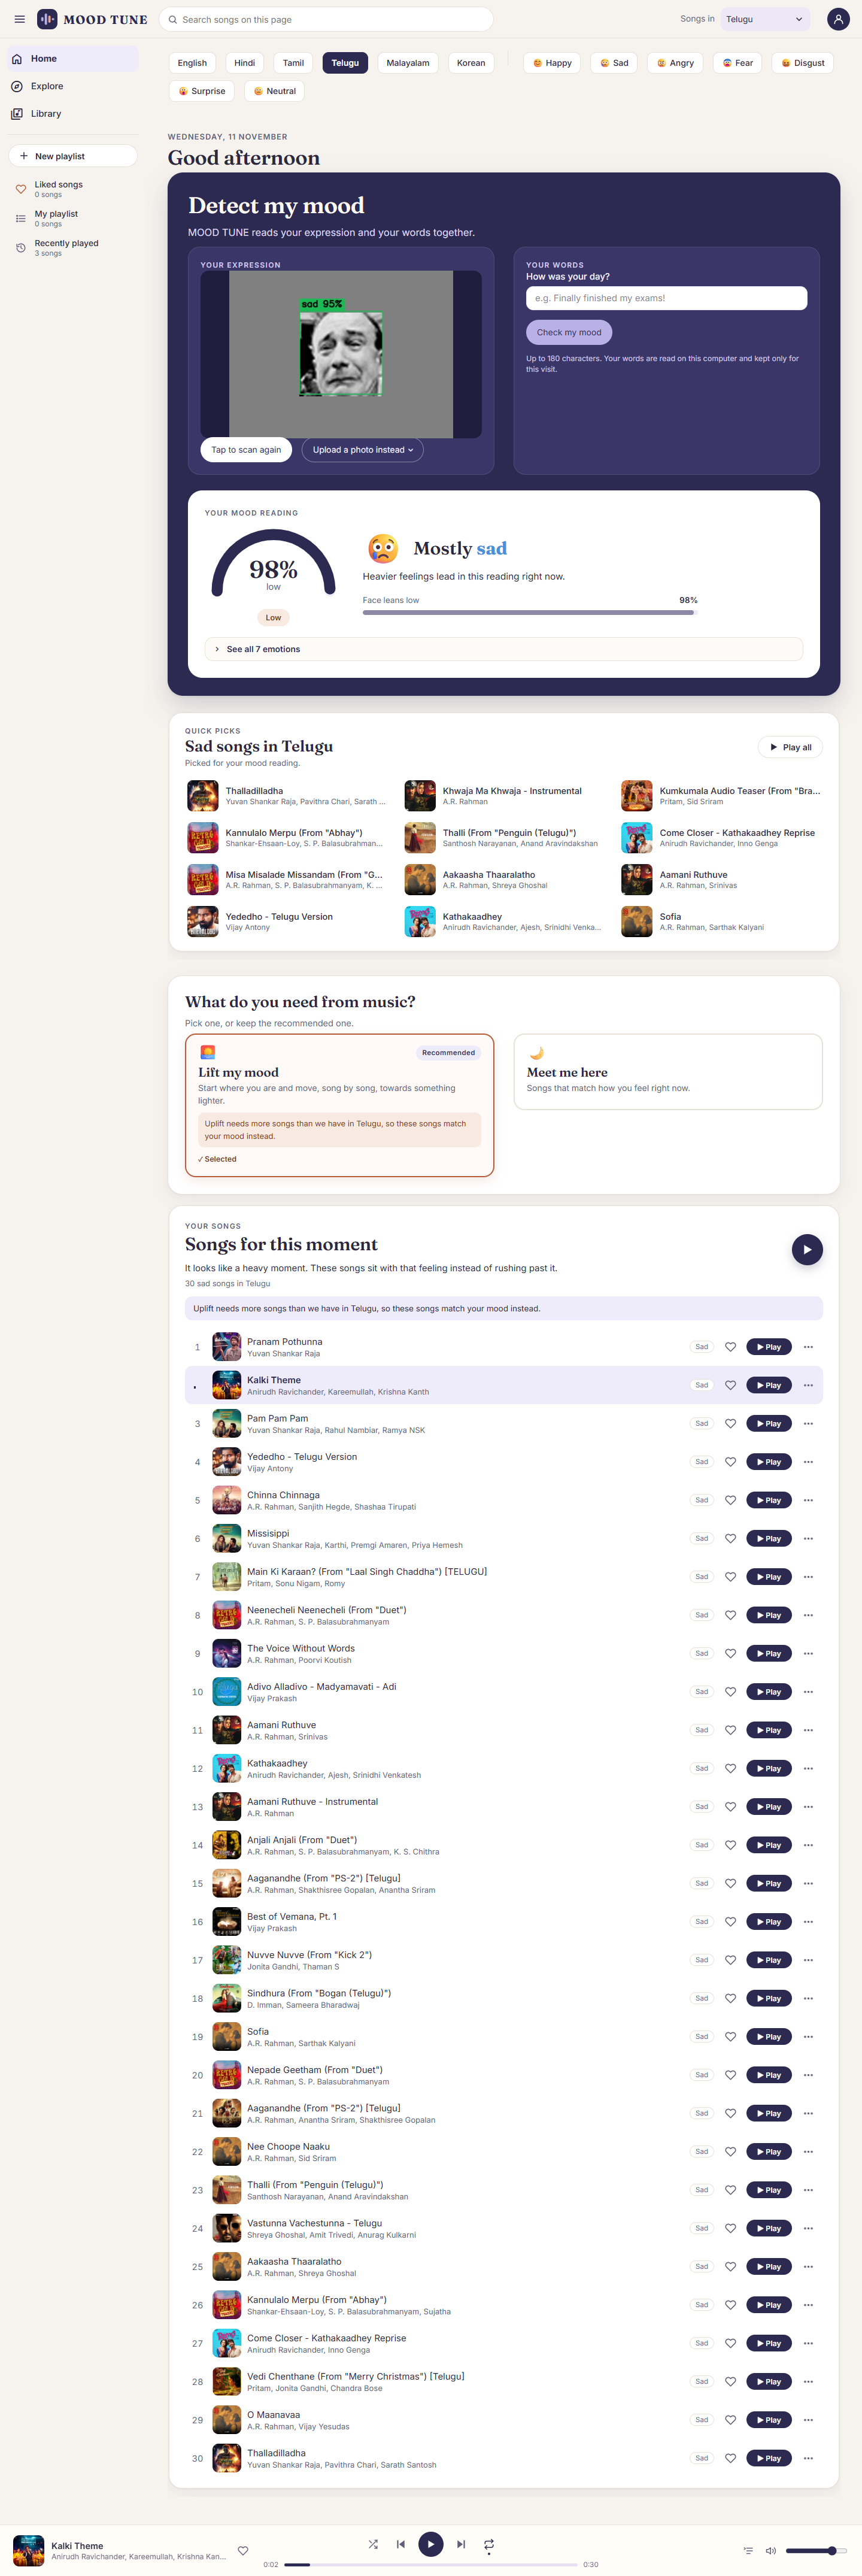 MOOD TUNE
Search songs on this page
Songs in
Telugu
Home
Explore
Library
New playlist
Liked songs
0 songs
My playlist
0 songs
Recently played
3 songs
English
Hindi
Tamil
Telugu
Malayalam
Korean
Happy
Sad
Angry
Fear
Disgust
Surprise
Neutral
WEDNESDAY, 11 NOVEMBER
Good afternoon
Detect my mood
MOOD TUNE reads your expression and your words together.
YOUR EXPRESSION
sad 95%
Tap to scan again
Upload a photo instead
YOUR WORDS
How was your day?
e.g. Finally finished my exams!
Check my mood
Up to 180 characters. Your words are read on this computer and kept only for
this visit.
YOUR MOOD READING
98%
low
Low
Mostly sad
Heavier feelings lead in this reading right now.
Face leans low
98%
See all 7 emotions
QUICK PICKS
Sad songs in Telugu
Picked for your mood reading.
Play all
Thalladilladha
Yuvan Shankar Raja, Pavithra Chari, Sarath ...
Khwaja Ma Khwaja - Instrumental
A.R. Rahman
Kumkumala Audio Teaser (From "Bra...
Pritam, Sid Sriram
Kannulalo Merpu (From "Abhay")
Shankar-Ehsaan-Loy, S. P. Balasubrahman...
Thalli (From "Penguin (Telugu)")
Santhosh Narayanan, Anand Aravindakshan
Come Closer - Kathakaadhey Reprise
Anirudh Ravichander, Inno Genga
Misa Misalade Missandam (From "G...
A.R. Rahman, S. P. Balasubrahmanyam, K. ...
Aakasha Thaaralatho
A.R. Rahman, Shreya Ghoshal
Aamani Ruthuve
A.R. Rahman, Srinivas
Yededho - Telugu Version
Vijay Antony
Kathakaadhey
Anirudh Ravichander, Ajesh, Srinidhi Venka...
Sofia
A.R. Rahman, Sarthak Kalyani
What do you need from music?
Pick one, or keep the recommended one.
Recommended
Lift my mood
Start where you are and move, song by song, towards something
lighter.
Uplift needs more songs than we have in Telugu, so these songs match
your mood instead.
✓ Selected
Meet me here
Songs that match how you feel right now.
YOUR SONGS
Songs for this moment
It looks like a heavy moment. These songs sit with that feeling instead of rushing past it.
30 sad songs in Telugu
Uplift needs more songs than we have in Telugu, so these songs match your mood instead.
1 Pranam Pothunna Sad Play
Yuvan Shankar Raja
Kalki Theme Sad Play
Anirudh Ravichander, Kareemullah, Krishna Kanth
3 Pam Pam Pam Sad Play
Yuvan Shankar Raja, Rahul Nambiar, Ramya NSK
4 Yededho - Telugu Version Sad Play
Vijay Antony
5 Chinna Chinnaga Sad Play
A.R. Rahman, Sanjith Hegde, Shashaa Tirupati
6 Missisippi Sad Play
Yuvan Shankar Raja, Karthi, Premgi Amaren, Priya Hemesh
7 Main Ki Karaan? (From "Laal Singh Chaddha") [TELUGU] Sad Play
Pritam, Sonu Nigam, Romy
8 Neenecheli Neenecheli (From "Duet") Sad Play
A.R. Rahman, S. P. Balasubrahmanyam
9 The Voice Without Words Sad Play
A.R. Rahman, Poorvi Koutish
10 Adivo Alladivo - Madyamavati - Adi Sad Play
Vijay Prakash
11 Aamani Ruthuve Sad Play
A.R. Rahman, Srinivas
12 Kathakaadhey Sad Play
Anirudh Ravichander, Ajesh, Srinidhi Venkatesh
13 Aamani Ruthuve - Instrumental Sad Play
A.R. Rahman
14 Anjali Anjali (From "Duet") Sad Play
A.R. Rahman, S. P. Balasubrahmanyam, K. S. Chithra
15 Aaganandhe (From "PS-2") [Telugu] Sad Play
A.R. Rahman, Shakthisree Gopalan, Anantha Sriram
16 Best of Vemana, Pt. 1 Sad Play
Vijay Prakash
17 Nuvve Nuvve (From "Kick 2") Sad Play
Jonita Gandhi, Thaman S
18 Sindhura (From "Bogan (Telugu)") Sad Play
D. Imman, Sameera Bharadwaj
19 Sofia Sad Play
A.R. Rahman, Sarthak Kalyani
20 Nepade Geetham (From "Duet") Sad Play
A.R. Rahman, S. P. Balasubrahmanyam
21 Aaganandhe (From "PS-2") [Telugu] Sad Play
A.R. Rahman, Anantha Sriram, Shakthisree Gopalan
22 Nee Choope Naaku Sad Play
A.R. Rahman, Sid Sriram
23 Thalli (From "Penguin (Telugu)") Sad Play
Santhosh Narayanan, Anand Aravindakshan
24 Vastunna Vachestunna - Telugu Sad Play
Shreya Ghoshal, Amit Trivedi, Anurag Kulkarni
25 Aakaasha Thaaralatho Sad Play
A.R. Rahman, Shreya Ghoshal
26 Kannulalo Merpu (From "Abhay") Sad Play
Shankar-Ehsaan-Loy, S. P. Balasubrahmanyam, Sujatha
27 Come Closer - Kathakaadhey Reprise Sad Play
Anirudh Ravichander, Inno Genga
28 Vedi Chenthane (From "Merry Christmas") [Telugu] Sad Play
Pritam, Jonita Gandhi, Chandra Bose
29 O Maanavaa Sad Play
A.R. Rahman, Vijay Yesudas
30 Thalladilladha Sad Play
Yuvan Shankar Raja, Pavithra Chari, Sarath Santosh
Kalki Theme
Anirudh Ravichander, Kareemullah, Krishna Kan...
0:02
0:30